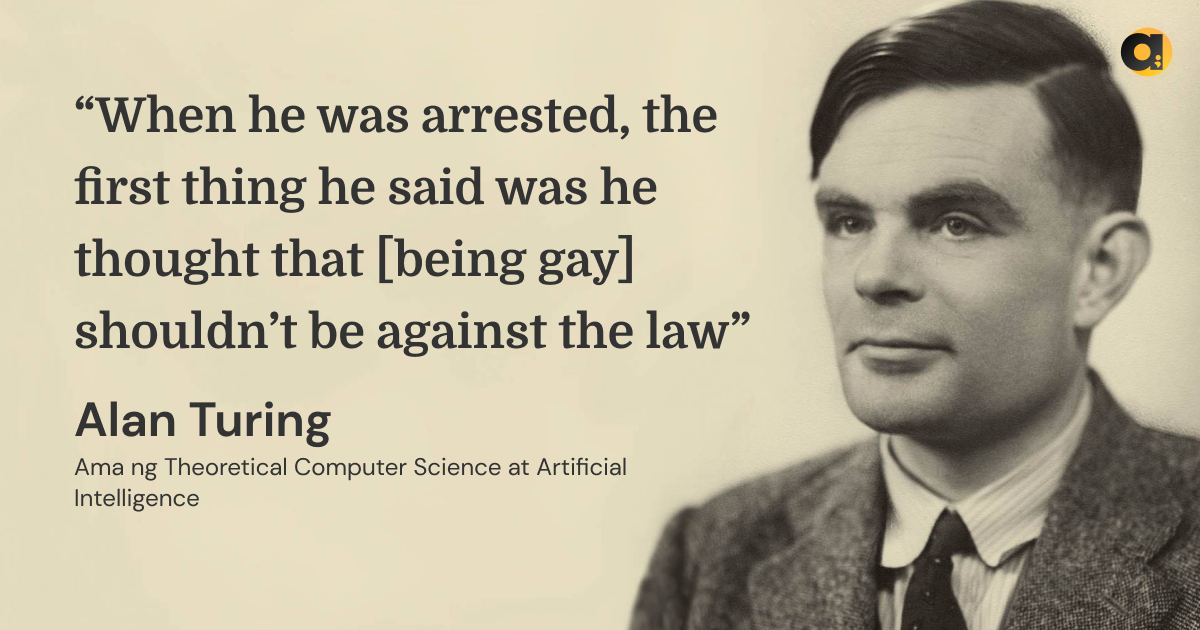 “When he was arrested, the
first thing he said was he
thought that [being gay]
shouldn’t be against the law”
Alan Turing
Ama ng Theoretical Computer Science at Artificial
Intelligence